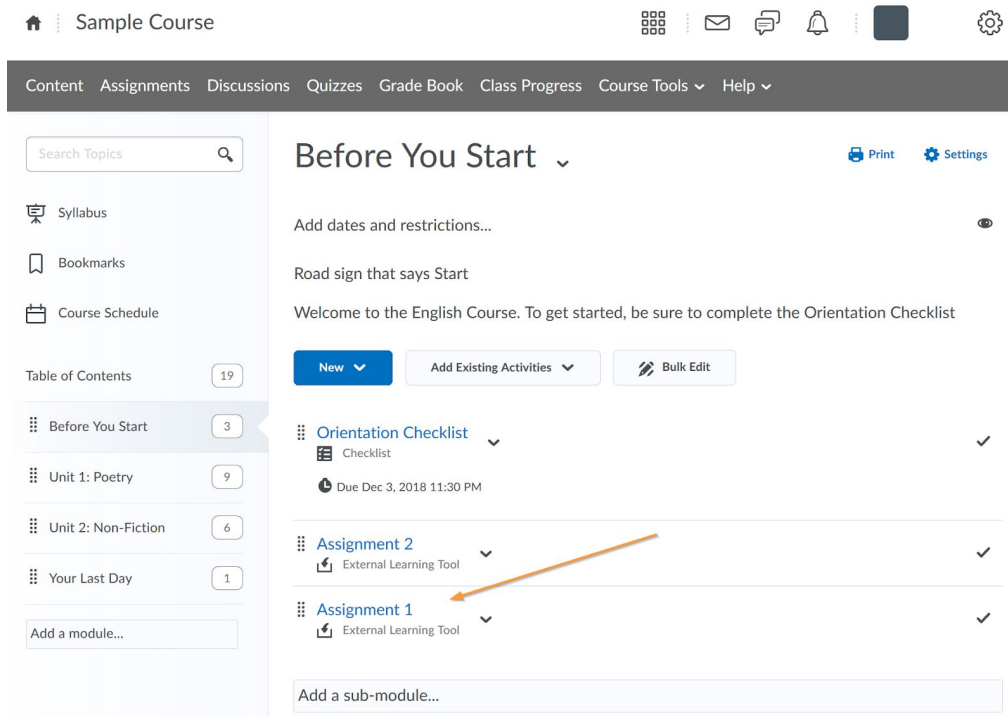 Sample Course
Content Assignments Discussions Quizzes Grade Book Class Progress Course Tools Help
Search Topics
Syllabus
Bookmarks
Course Schedule
Table of Contents 19
Before You Start 3
Unit 1: Poetry 9
Unit 2: Non-Fiction 6
Your Last Day 1
Add a module...
Before You Start
Print Settings
Add dates and restrictions...
Road sign that says Start
Welcome to the English Course. To get started, be sure to complete the Orientation Checklist
New Add Existing Activities Bulk Edit
Orientation Checklist
Checklist
Due Dec 3, 2018 11:30 PM
Assignment 2
External Learning Tool
Assignment 1
External Learning Tool
Add a sub-module...